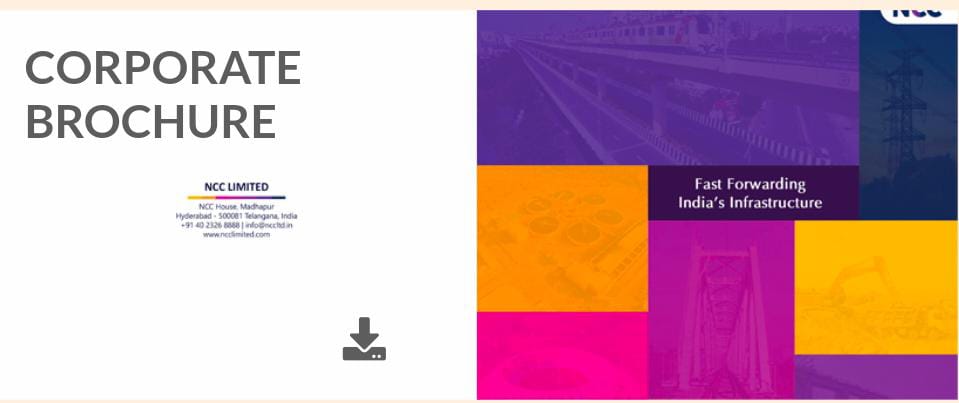 CORPORATE
BROCHURE
NCC LIMITED
NCC House, Madhapur
Hyderabad - 500081 Telangana, India
+91 40 2326 8888 | info@nccltd.in
www.ncclimited.com
NCC
Fast Forwarding
India's Infrastructure